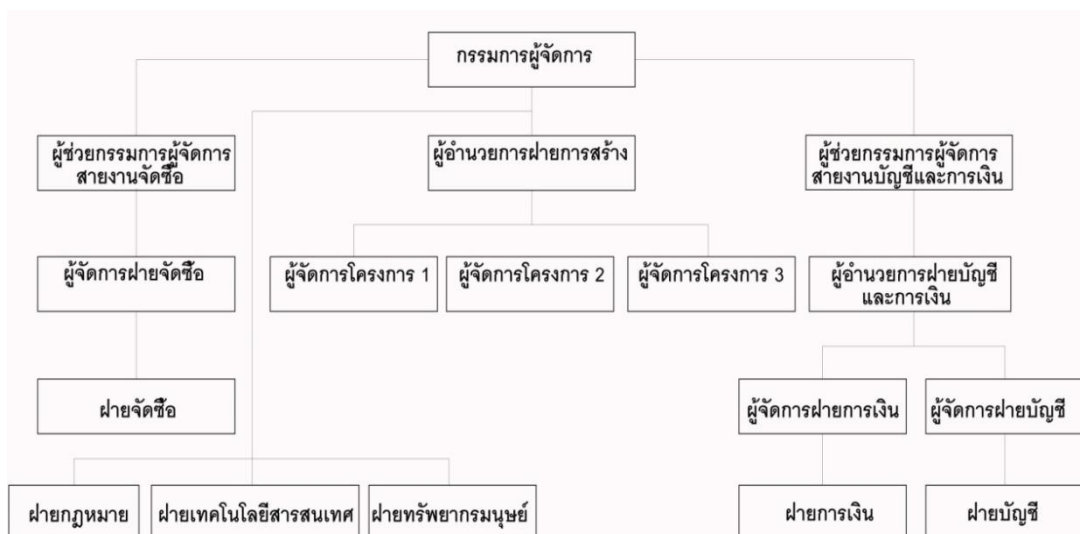 กรรมการผู้จัดการ
ผู้ช่วยกรรมการผู้จัดการ
สายงานจัดซื้อ
ผู้อำนวยการฝ่ายการสร้าง
ผู้ช่วยกรรมการผู้จัดการ
สายงานบัญชีและการเงิน
ผู้จัดการฝ่ายจัดซื้อ
ผู้จัดการโครงการ 1
ผู้จัดการโครงการ 2
ผู้จัดการโครงการ 3
ผู้อำนวยการฝ่ายบัญชี
และการเงิน
ฝ่ายจัดซื้อ
ผู้จัดการฝ่ายการเงิน
ผู้จัดการฝ่ายบัญชี
ฝ่ายกฎหมาย
ฝ่ายเทคโนโลยีสารสนเทศ
ฝ่ายทรัพยากรมนุษย์
ฝ่ายการเงิน
ฝ่ายบัญชี